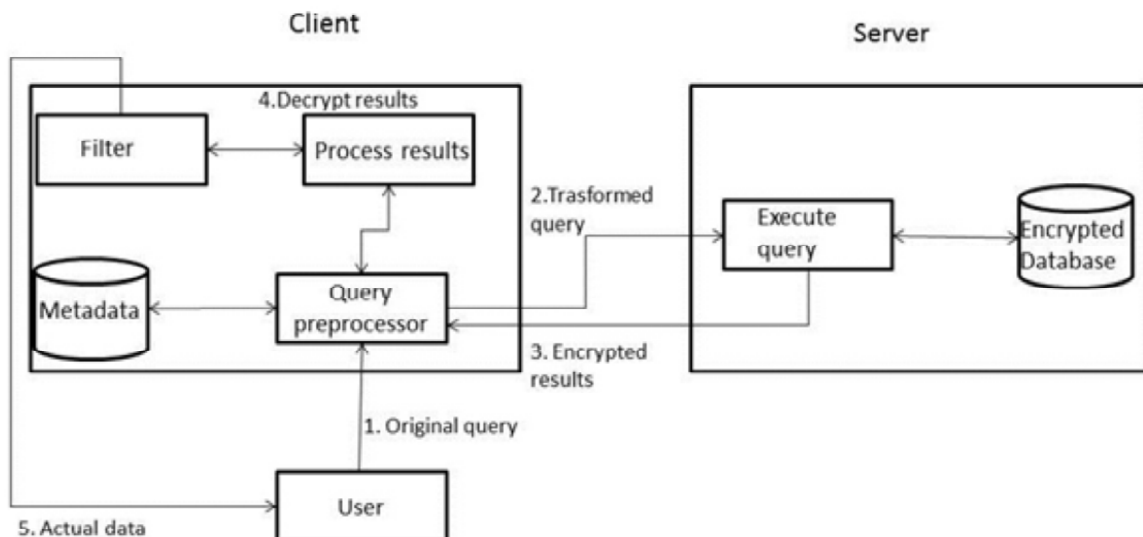 Client
Server
4.Decrypt results
Filter
Process results
2.Trasformed
query
Execute
query
Encrypted
Database
Metadata
Query
preprocessor
3. Encrypted
results
1. Original query
User
5. Actual data